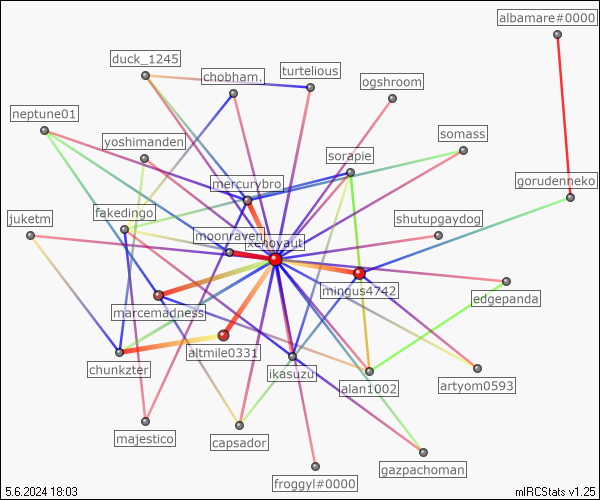 albamare#0000
duck_1245
chobham.
turtelious
ogshroom
neptune01
yoshimanden
somass
sorapie
mercurybro
gorudenneko
juketm
fakedingo
shutupgaydog
moonraven
xenoyaut
mingus4742
edgepanda
marcemadness
altmile0331
chunkzter
ikasuzu
alan1002
artyom0593
majestico
capsador
gazpachoman
froggyl#0000
5.6.2024 18:03
mIRCStats v1.25